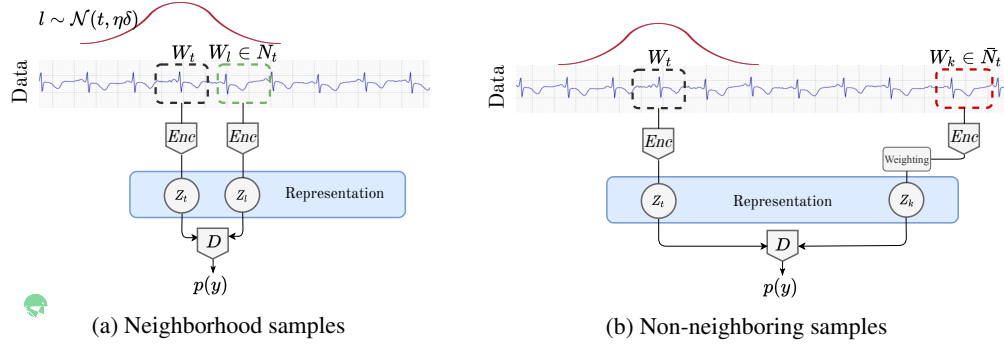 l ∼ 𝒩(t, ηδ)
W_t
W_l ∈ N_t
Data
Enc
Enc
Z_t
Z_l
Representation
D
p(y)
(a) Neighborhood samples
W_t
W_k ∈ N̄_t
Data
Enc
Enc
Weighting
Z_t
Representation
Z_k
D
p(y)
(b) Non-neighboring samples